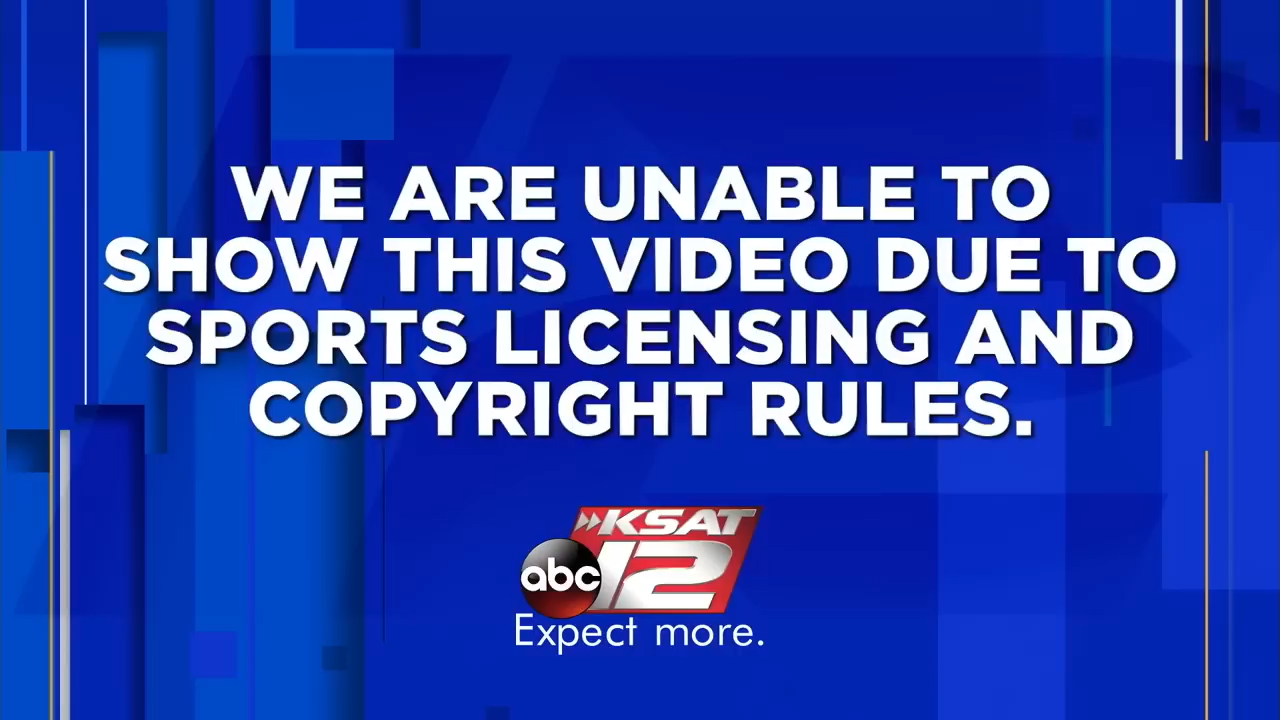 WE ARE UNABLE TO
SHOW THIS VIDEO DUE TO
SPORTS LICENSING AND
COPYRIGHT RULES.
KSAT
abc 12
Expect more.